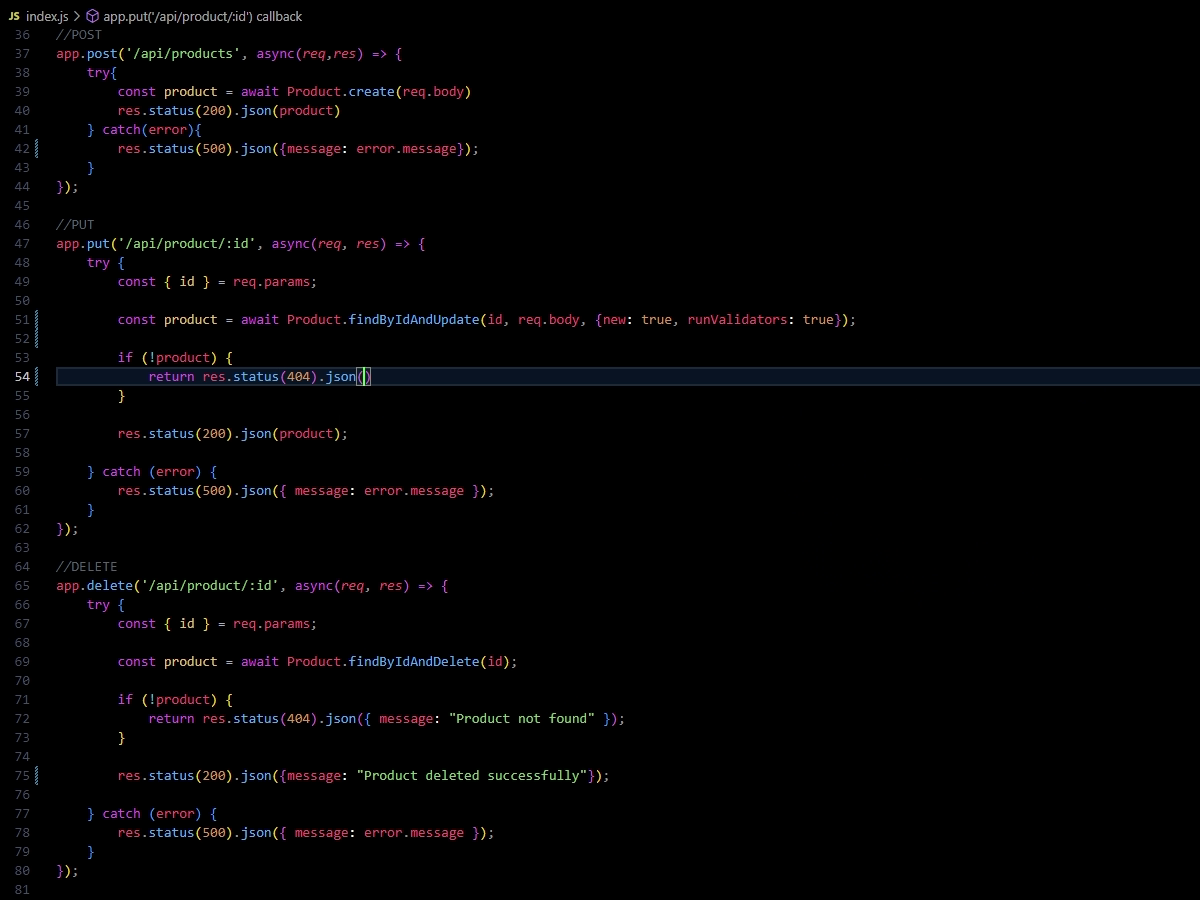 JS index.js > app.put('/api/product/:id') callback
36 //POST
37 app.post('/api/products', async(req,res) => {
38     try{
39         const product = await Product.create(req.body)
40         res.status(200).json(product)
41     } catch(error){
42         res.status(500).json({message: error.message});
43     }
44 });
45
46 //PUT
47 app.put('/api/product/:id', async(req, res) => {
48     try {
49         const { id } = req.params;
50
51         const product = await Product.findByIdAndUpdate(id, req.body, {new: true, runValidators: true});
52
53         if (!product) {
54             return res.status(404).json()
55         }
56
57         res.status(200).json(product);
58
59     } catch (error) {
60         res.status(500).json({ message: error.message });
61     }
62 });
63
64 //DELETE
65 app.delete('/api/product/:id', async(req, res) => {
66     try {
67         const { id } = req.params;
68
69         const product = await Product.findByIdAndDelete(id);
70
71         if (!product) {
72             return res.status(404).json({ message: "Product not found" });
73         }
74
75         res.status(200).json({message: "Product deleted successfully"});
76
77     } catch (error) {
78         res.status(500).json({ message: error.message });
79     }
80 });
81